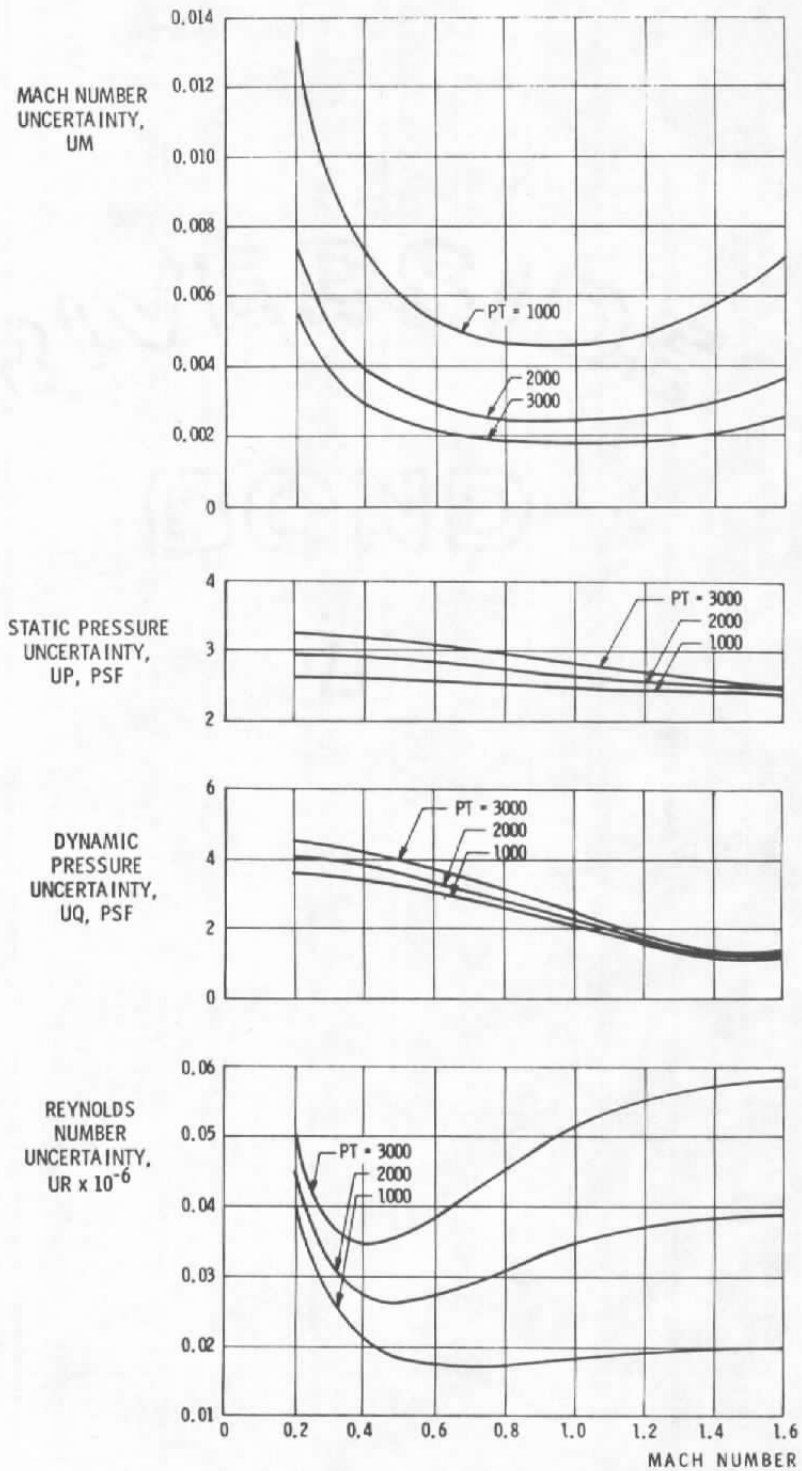 0.014
0.012
MACH NUMBER
UNCERTAINTY,
UM
0.010
0.008
0.006
PT = 1000
0.004
2000
3000
0.002
0
4
PT = 3000
STATIC PRESSURE
UNCERTAINTY,
UP, PSF
3
2000
1000
2
6
PT = 3000
2000
1000
DYNAMIC
PRESSURE
UNCERTAINTY,
UQ, PSF
4
2
0
0.06
REYNOLDS
NUMBER
UNCERTAINTY,
UR x 10⁻⁶
0.05
PT = 3000
2000
1000
0.04
0.03
0.02
0.01
0 0.2 0.4 0.6 0.8 1.0 1.2 1.4 1.6
MACH NUMBER